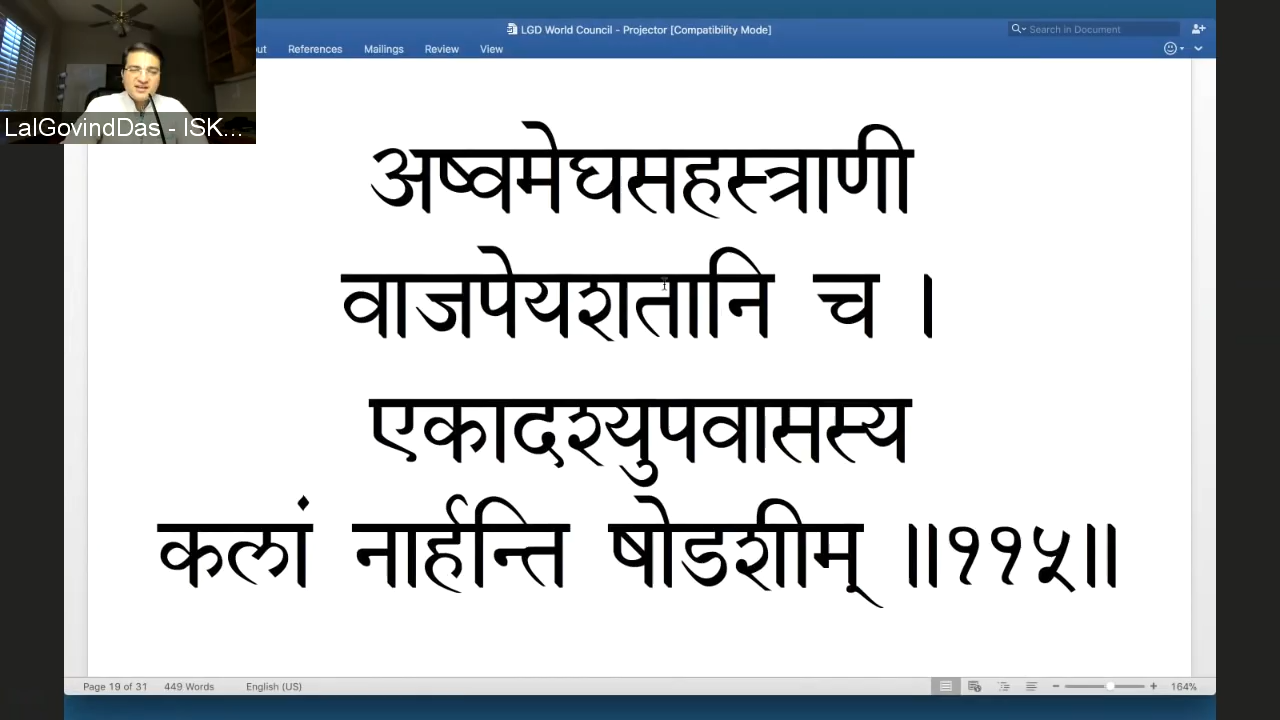 LGD World Council - Projector [Compatibility Mode]
Search in Document
References Mailings Review View
LalGovindDas - ISK...
अष्वमेघसहस्त्राणी
वाजपेयशतानि च ।
एकादश्युपवासस्य
कलां नार्हन्ति षोडशीम् ॥११५॥
Page 19 of 31 449 Words English (US) 164%